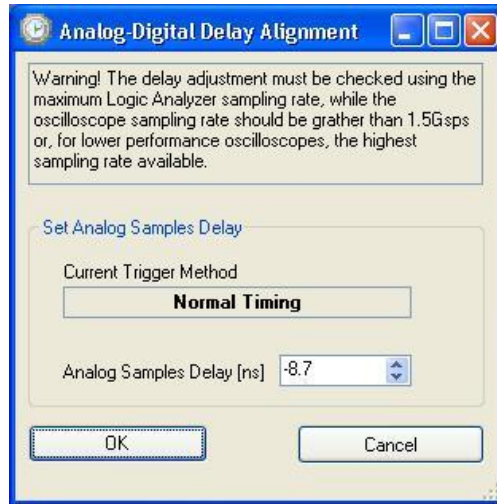 Analog-Digital Delay Alignment
Warning! The delay adjustment must be checked using the
maximum Logic Analyzer sampling rate, while the
oscilloscope sampling rate should be grather than 1.5Gsps
or, for lower performance oscilloscopes, the highest
sampling rate available.
Set Analog Samples Delay
Current Trigger Method
Normal Timing
Analog Samples Delay [ns] -8.7
OK Cancel